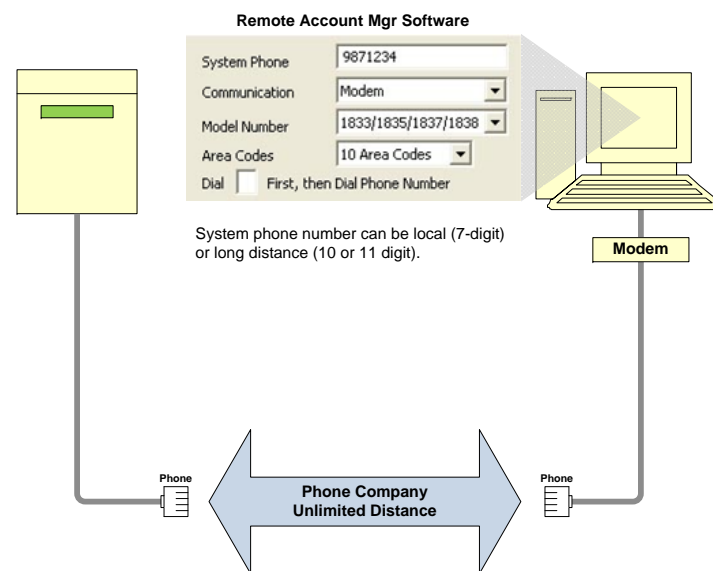 Remote Account Mgr Software
System Phone 9871234
Communication Modem
Model Number 1833/1835/1837/1838
Area Codes 10 Area Codes
Dial First, then Dial Phone Number
System phone number can be local (7-digit)
or long distance (10 or 11 digit).
Modem
Phone
Phone
Phone Company
Unlimited Distance